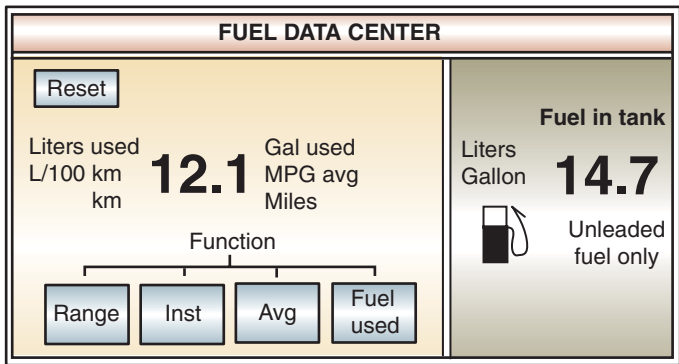 FUEL DATA CENTER
Reset
Liters used
L/100 km
km
12.1
Gal used
MPG avg
Miles
Function
Range
Inst
Avg
Fuel
used
Fuel in tank
Liters
Gallon
14.7
Unleaded
fuel only